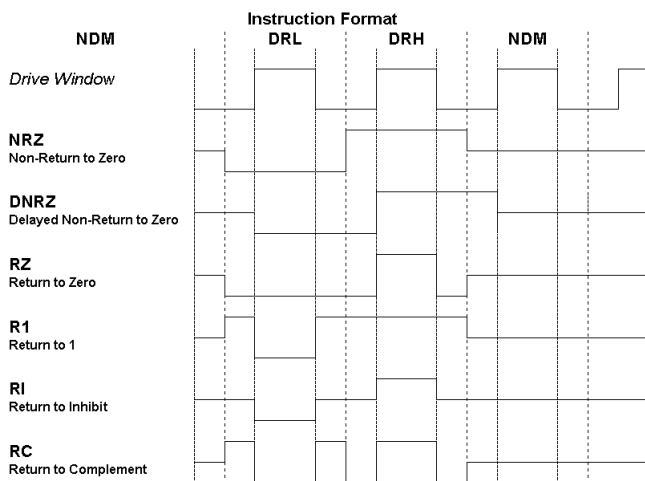 Instruction Format
NDM DRL DRH NDM
Drive Window
NRZ
Non-Return to Zero
DNRZ
Delayed Non-Return to Zero
RZ
Return to Zero
R1
Return to 1
RI
Return to Inhibit
RC
Return to Complement